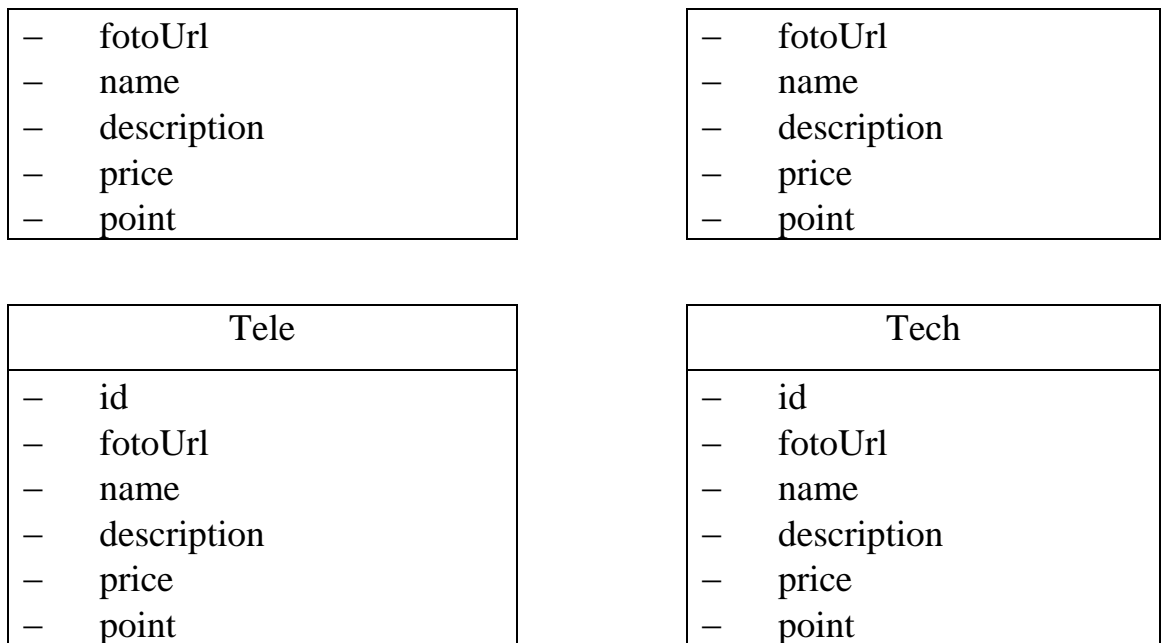 – fotoUrl
– name
– description
– price
– point
– fotoUrl
– name
– description
– price
– point
Tele
– id
– fotoUrl
– name
– description
– price
– point
Tech
– id
– fotoUrl
– name
– description
– price
– point